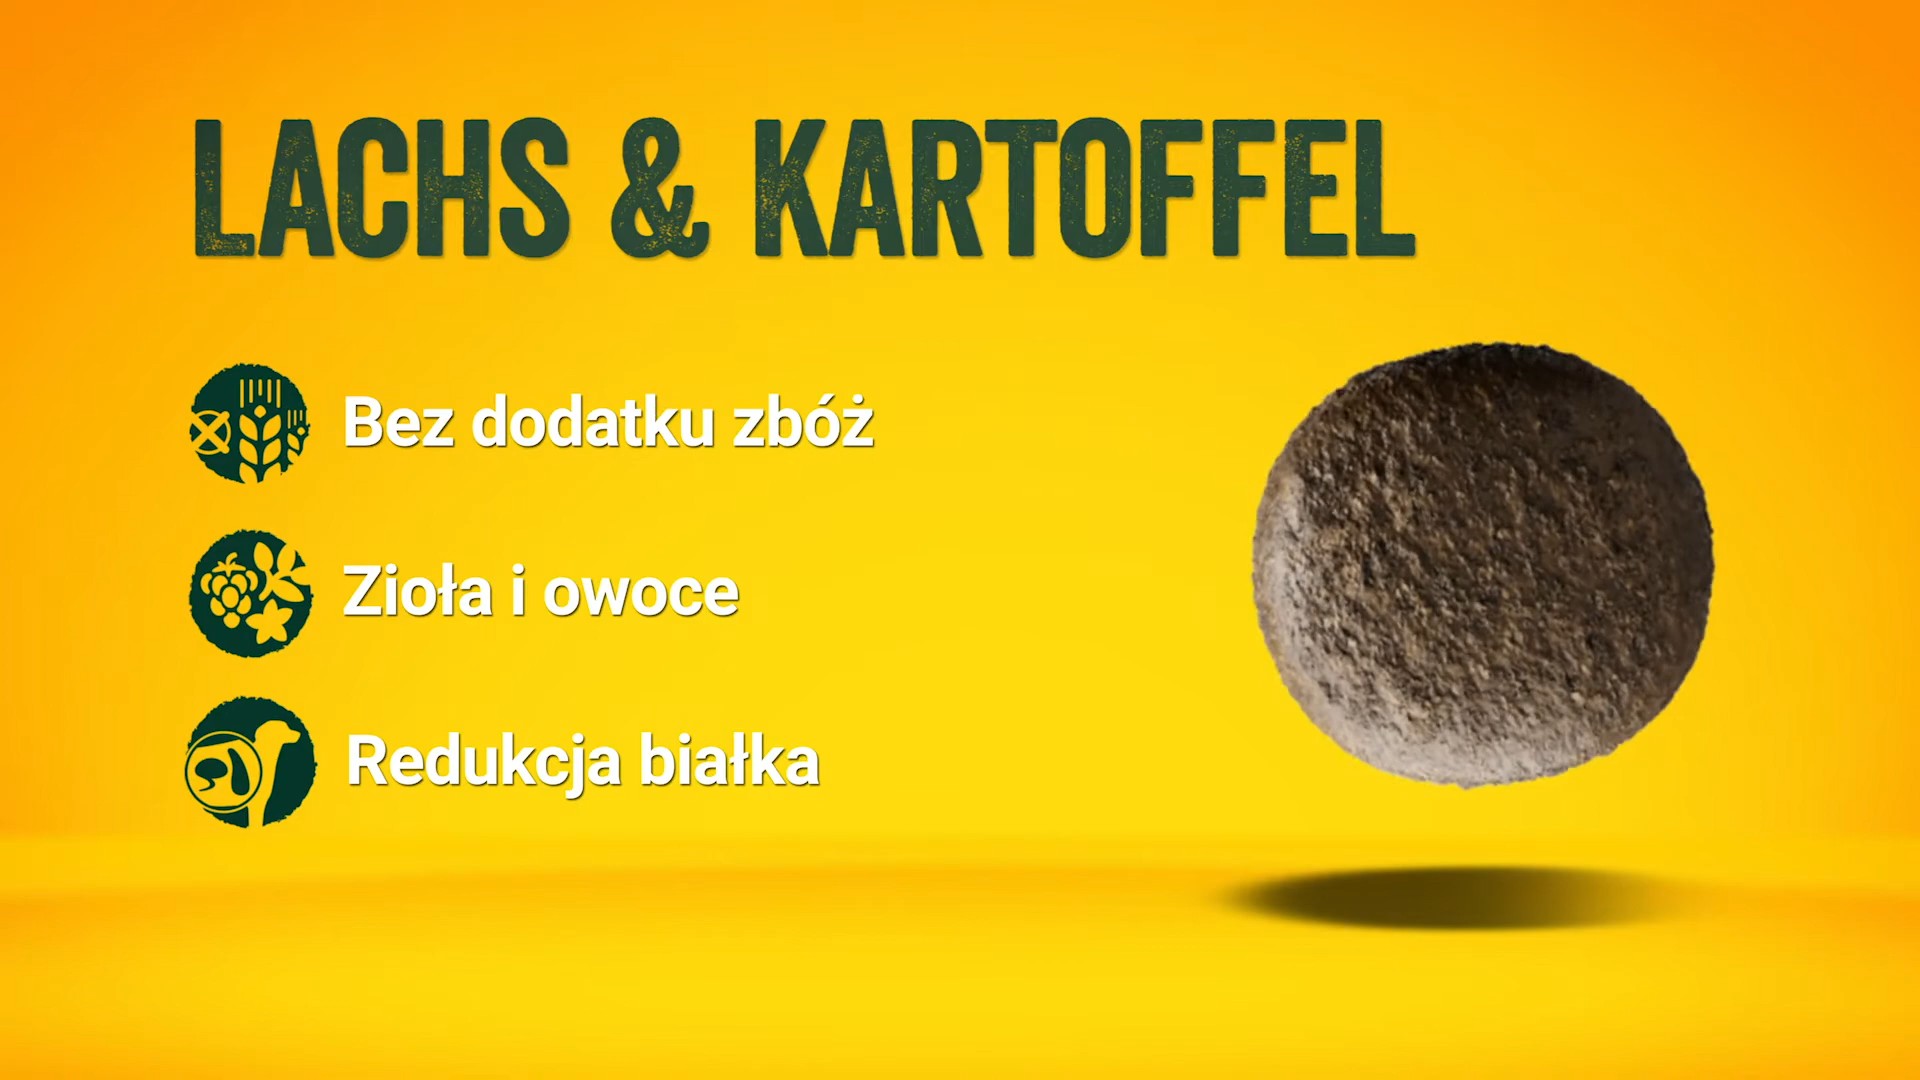 LACHS & KARTOFFEL
Bez dodatku zbóż
Zioła i owoce
Redukcja białka